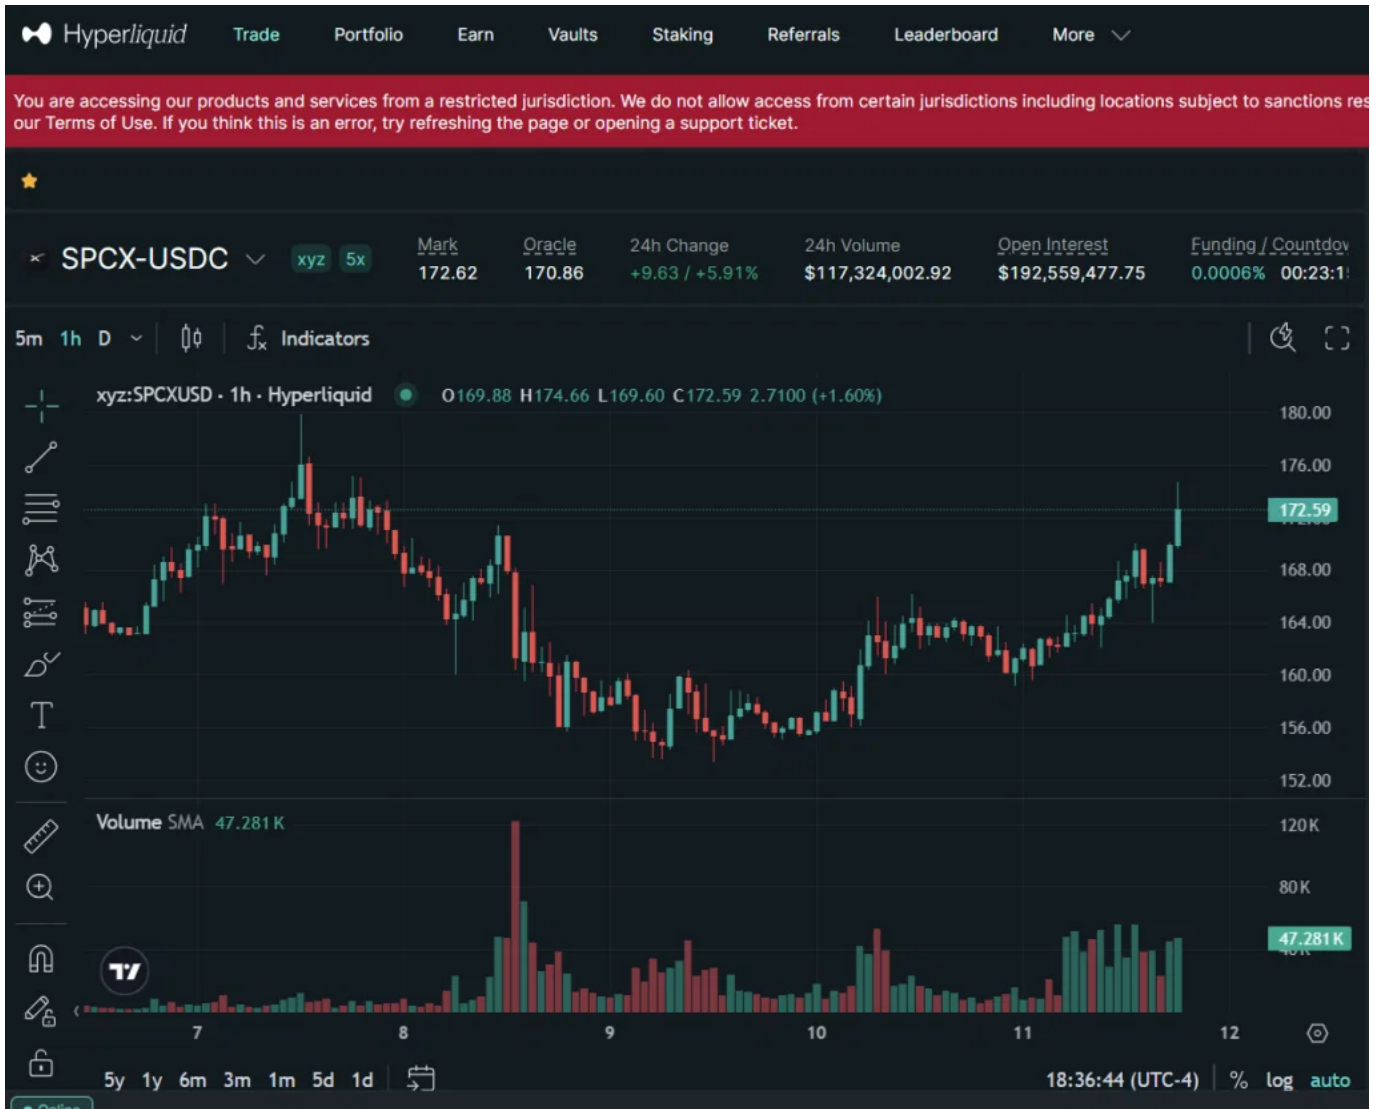 Hyperliquid Trade Portfolio Earn Vaults Staking Referrals Leaderboard More
You are accessing our products and services from a restricted jurisdiction. We do not allow access from certain jurisdictions including locations subject to sanctions res
our Terms of Use. If you think this is an error, try refreshing the page or opening a support ticket.
SPCX-USDC xyz 5x
Mark Oracle 24h Change 24h Volume Open Interest Funding / Countdov
172.62 170.86 +9.63 / +5.91% $117,324,002.92 $192,559,477.75 0.0006% 00:23:1
5m 1h D Indicators
xyz:SPCXUSD · 1h · Hyperliquid O169.88 H174.66 L169.60 C172.59 2.7100 (+1.60%)
180.00
176.00
172.59
168.00
164.00
160.00
156.00
152.00
Volume SMA 47.281K
120K
80K
47.281K
7 8 9 10 11 12
5y 1y 6m 3m 1m 5d 1d 18:36:44 (UTC-4) % log auto
Online